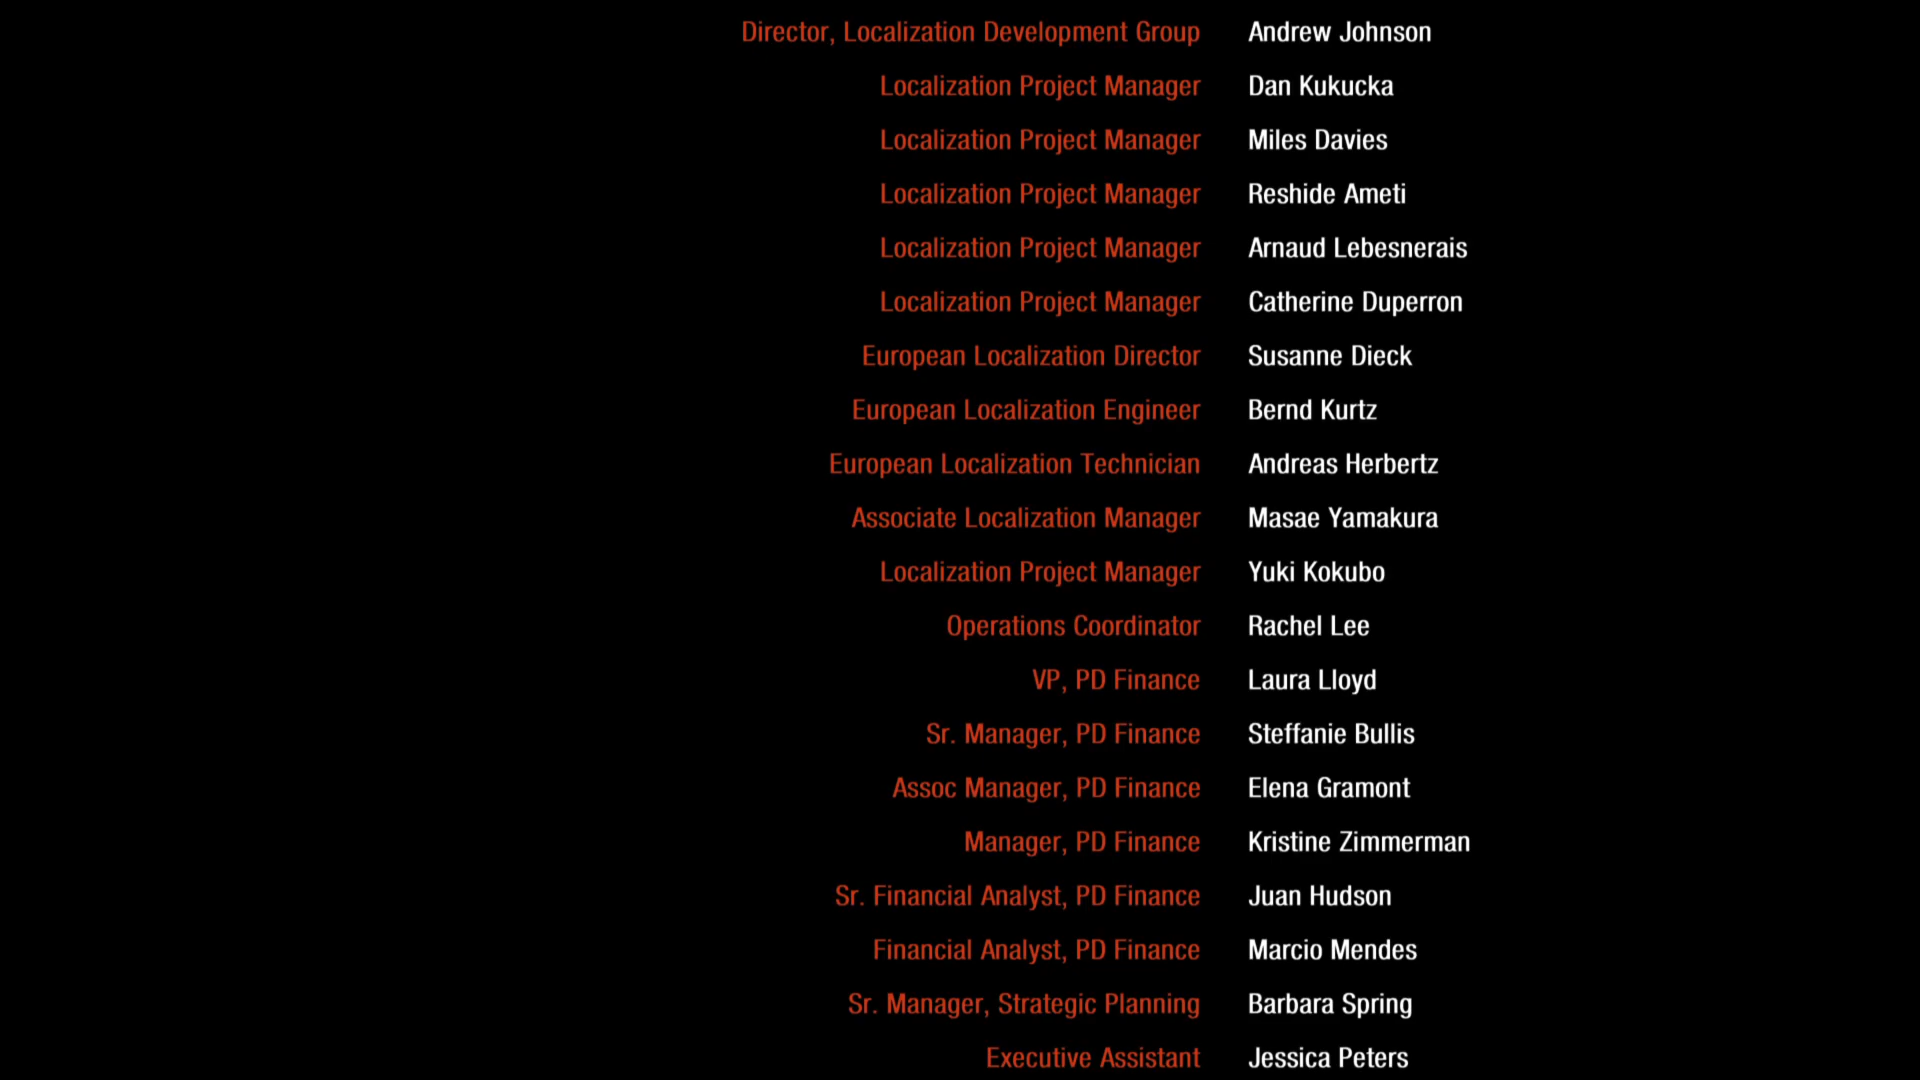 Director, Localization Development Group Andrew Johnson
Localization Project Manager Dan Kukucka
Localization Project Manager Miles Davies
Localization Project Manager Reshide Ameti
Localization Project Manager Arnaud Lebesnerais
Localization Project Manager Catherine Duperron
European Localization Director Susanne Dieck
European Localization Engineer Bernd Kurtz
European Localization Technician Andreas Herbertz
Associate Localization Manager Masae Yamakura
Localization Project Manager Yuki Kokubo
Operations Coordinator Rachel Lee
VP, PD Finance Laura Lloyd
Sr. Manager, PD Finance Steffanie Bullis
Assoc Manager, PD Finance Elena Gramont
Manager, PD Finance Kristine Zimmerman
Sr. Financial Analyst, PD Finance Juan Hudson
Financial Analyst, PD Finance Marcio Mendes
Sr. Manager, Strategic Planning Barbara Spring
Executive Assistant Jessica Peters